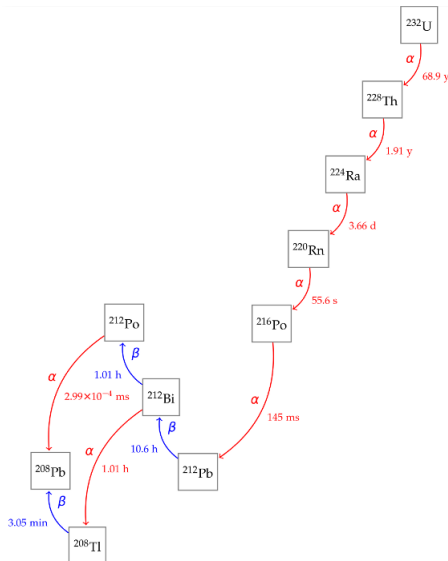 ²³²U
α
68.9 y
²²⁸Th
α
1.91 y
²²⁴Ra
α
3.66 d
²²⁰Rn
α
55.6 s
²¹²Po
²¹⁶Po
β
α
1.01 h
2.99×10⁻⁴ ms
²¹²Bi
α
145 ms
β
α
10.6 h
1.01 h
²⁰⁸Pb
²¹²Pb
β
3.05 min
²⁰⁸Tl